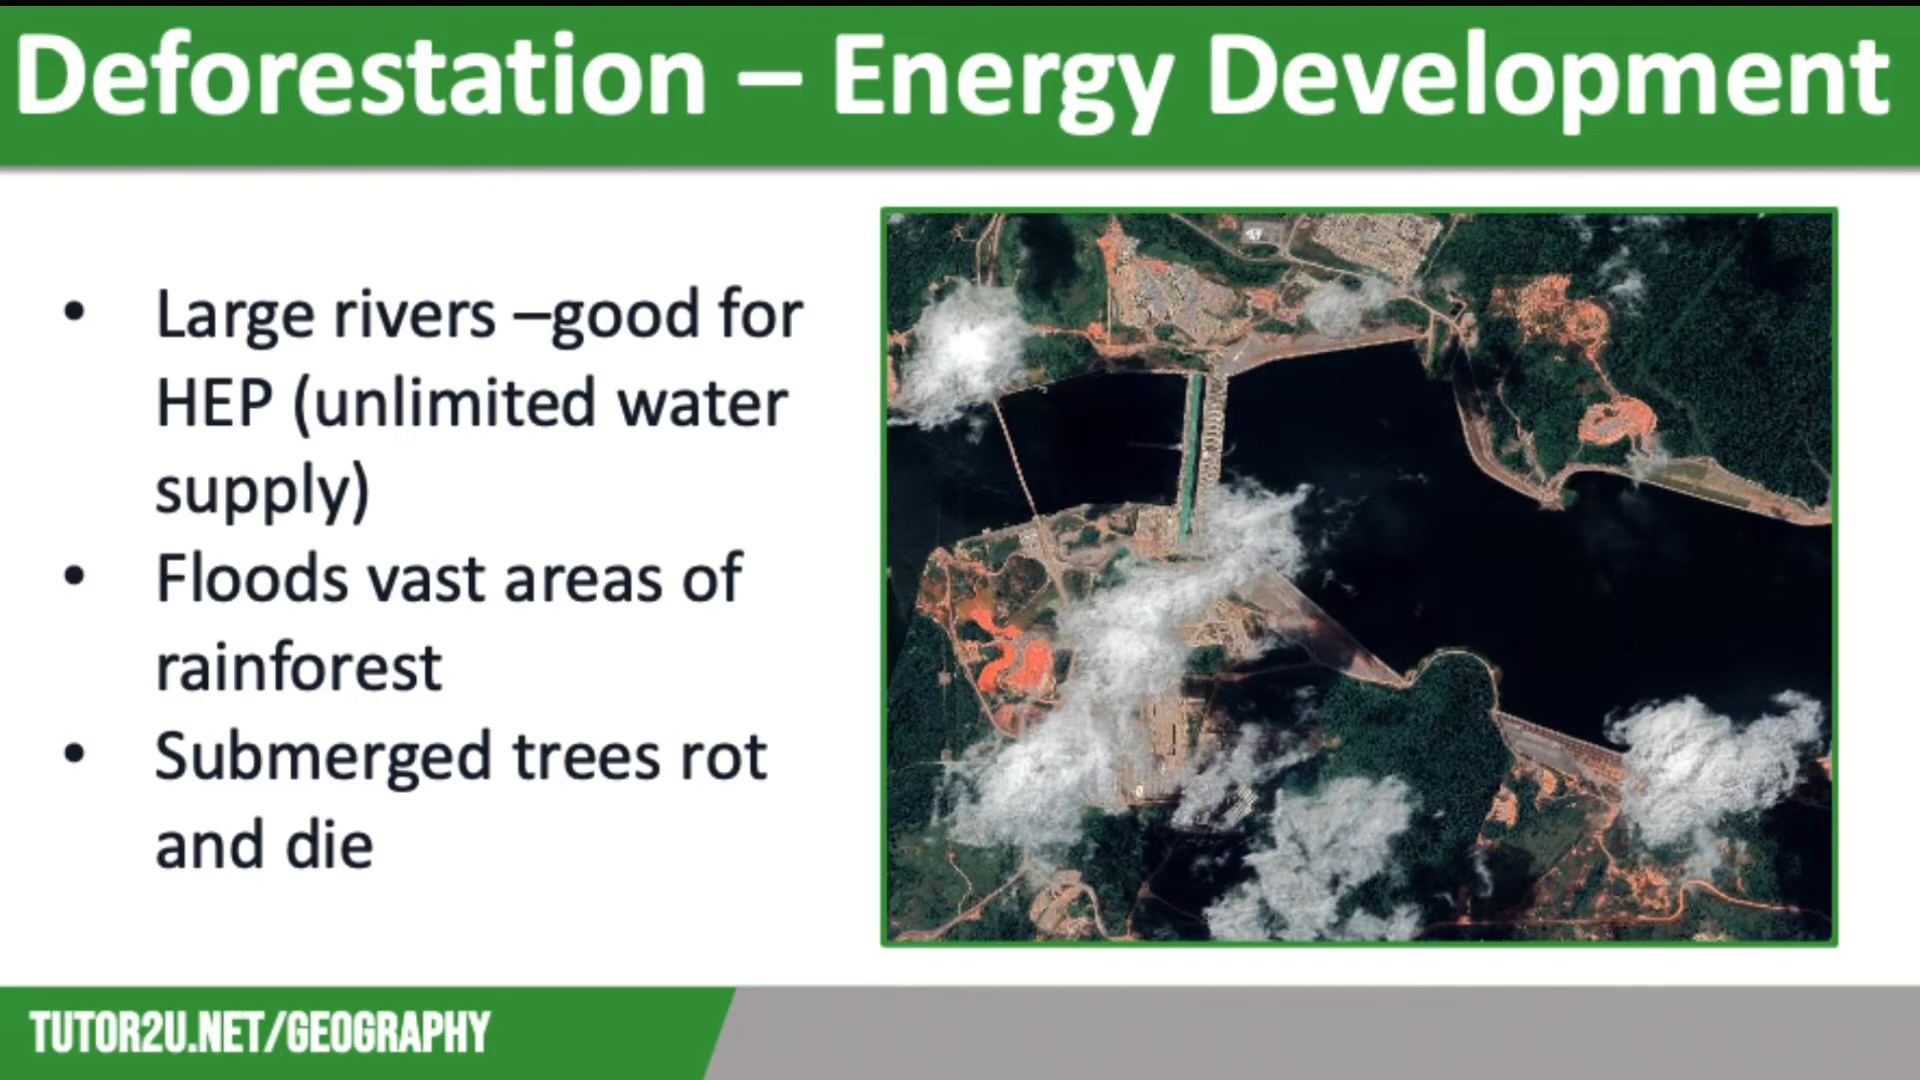 Deforestation – Energy Development
• Large rivers –good for
HEP (unlimited water
supply)
• Floods vast areas of
rainforest
• Submerged trees rot
and die
TUTOR2U.NET/GEOGRAPHY